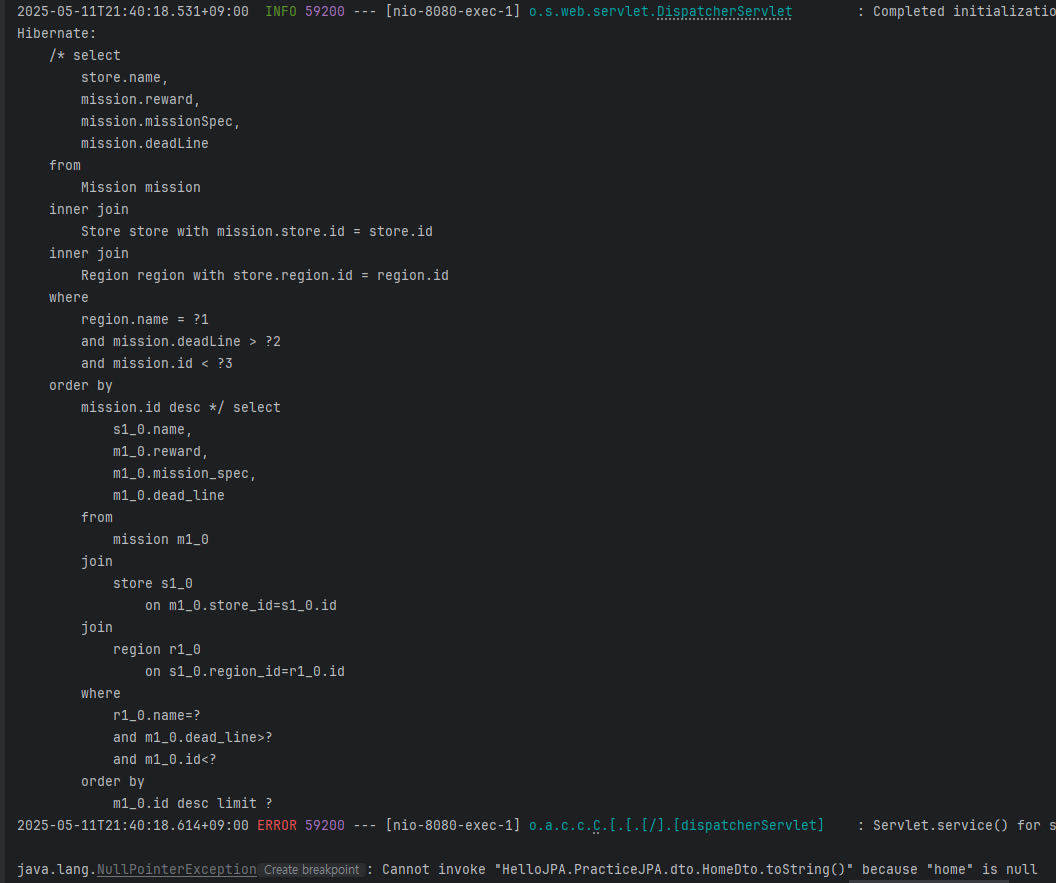 2025-05-11T21:40:18.531+09:00  INFO 59200 --- [nio-8080-exec-1] o.s.web.servlet.DispatcherServlet        : Completed initializatio
Hibernate:
    /* select
        store.name,
        mission.reward,
        mission.missionSpec,
        mission.deadLine
    from
        Mission mission
    inner join
        Store store with mission.store.id = store.id
    inner join
        Region region with store.region.id = region.id
    where
        region.name = ?1
        and mission.deadLine > ?2
        and mission.id < ?3
    order by
        mission.id desc */ select
            s1_0.name,
            m1_0.reward,
            m1_0.mission_spec,
            m1_0.dead_line
        from
            mission m1_0
        join
            store s1_0
                on m1_0.store_id=s1_0.id
        join
            region r1_0
                on s1_0.region_id=r1_0.id
        where
            r1_0.name=?
            and m1_0.dead_line>?
            and m1_0.id<?
        order by
            m1_0.id desc limit ?
2025-05-11T21:40:18.614+09:00 ERROR 59200 --- [nio-8080-exec-1] o.a.c.c.C.[.[.[/].[dispatcherServlet]    : Servlet.service() for s
java.lang.NullPointerException Create breakpoint : Cannot invoke "HelloJPA.PracticeJPA.dto.HomeDto.toString()" because "home" is null